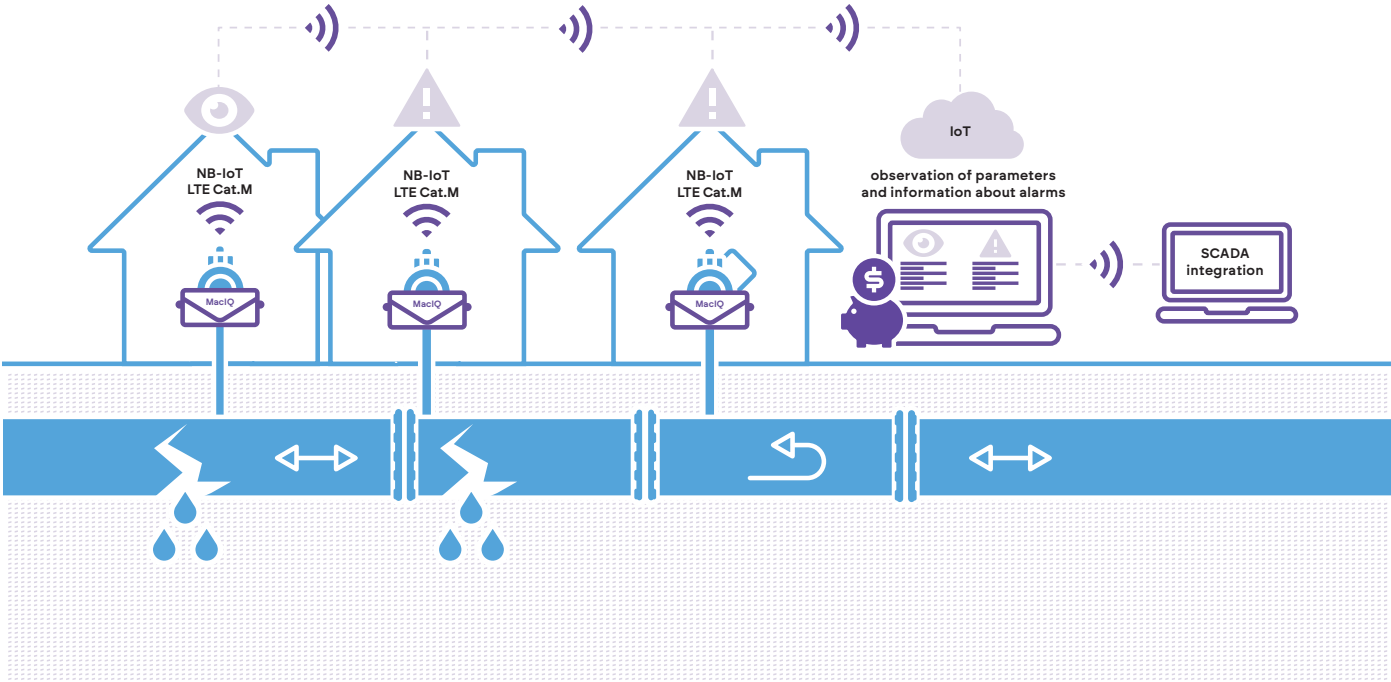 IoT
NB-IoT
LTE Cat.M
NB-IoT
LTE Cat.M
NB-IoT
LTE Cat.M
observation of parameters
and information about alarms
SCADA
integration
MacIQ
MacIQ
MacIQ
$